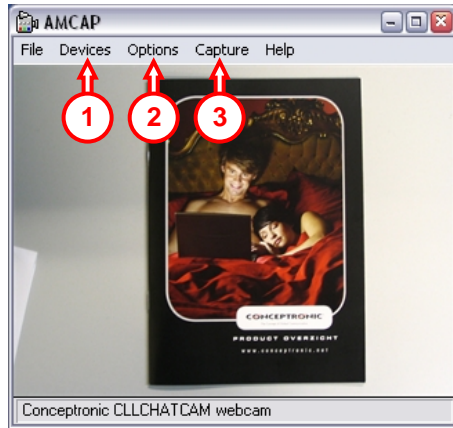 AMCAP
File Devices Options Capture Help
1 2 3
CONCEPTRONIC
PRODUCT OVERZICHT
www.conceptronic.net
Conceptronic CLLCHATCAM webcam